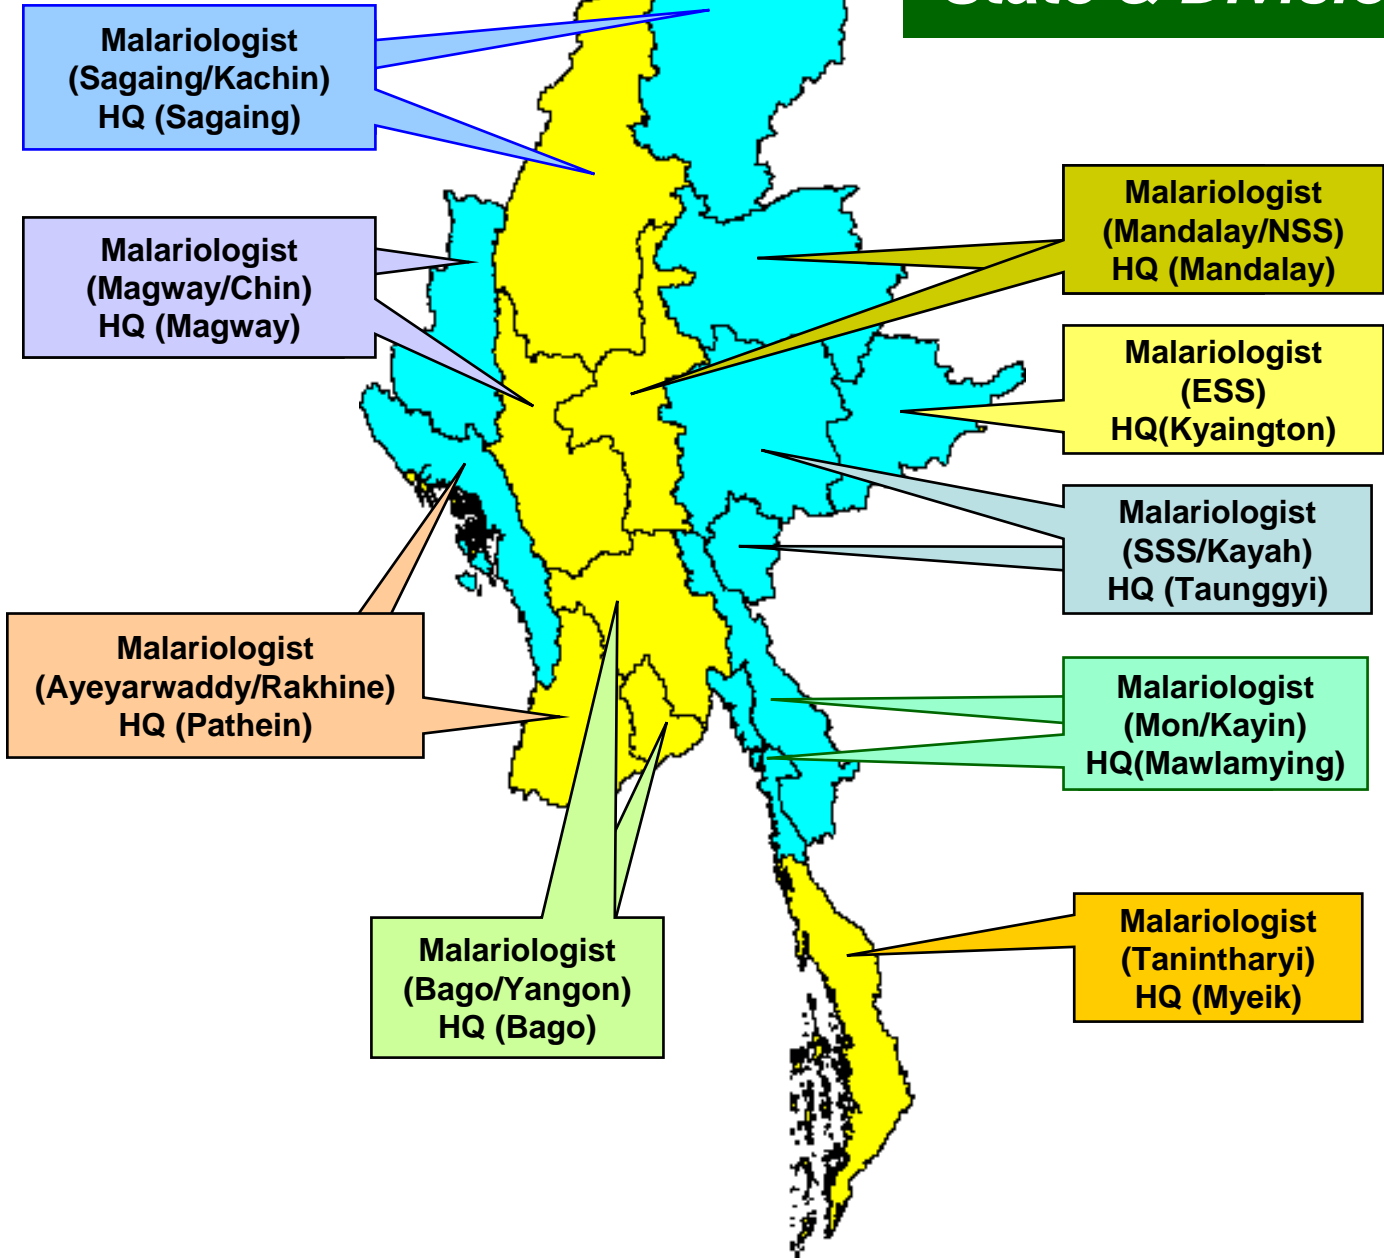 State &
Malariologist
(Sagaing/Kachin)
HQ (Sagaing)
Malariologist
(Magway/Chin)
HQ (Magway)
Malariologist
(Mandalay/NSS)
HQ (Mandalay)
Malariologist
(ESS)
HQ(Kyaington)
Malariologist
(SSS/Kayah)
HQ (Taunggyi)
Malariologist
(Ayeyarwaddy/Rakhine)
HQ (Pathein)
Malariologist
(Mon/Kayin)
HQ(Mawlamying)
Malariologist
(Bago/Yangon)
HQ (Bago)
Malariologist
(Tanintharyi)
HQ (Myeik)